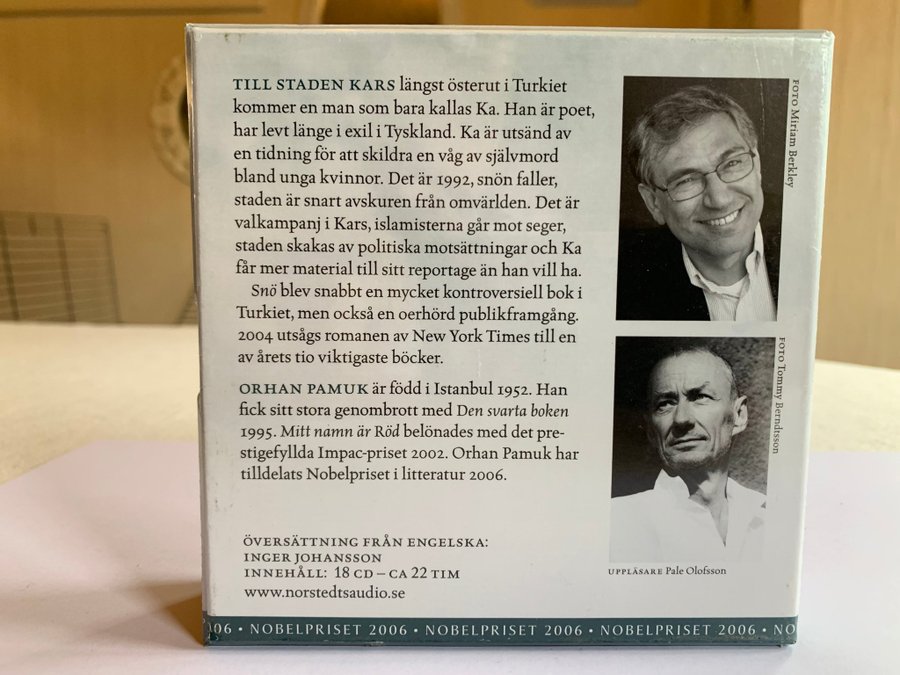 TILL STADEN KARS längst österut i Turkiet
kommer en man som bara kallas Ka. Han är poet,
har levt länge i exil i Tyskland. Ka är utsänd av
en tidning för att skildra en våg av självmord
bland unga kvinnor. Det är 1992, snön faller,
staden är snart avskuren från omvärlden. Det är
valkampanj i Kars, islamisterna går mot seger,
staden skakas av politiska motsättningar och Ka
får mer material till sitt reportage än han vill ha.
Snö blev snabbt en mycket kontroversiell bok i
Turkiet, men också en oerhörd publikframgång.
2004 utsågs romanen av New York Times till en
av årets tio viktigaste böcker.
ORHAN PAMUK är född i Istanbul 1952. Han
fick sitt stora genombrott med Den svarta boken
1995. Mitt namn är Röd belönades med det pre-
stigefyllda Impac-priset 2002. Orhan Pamuk har
tilldelats Nobelpriset i litteratur 2006.
ÖVERSÄTTNING FRÅN ENGELSKA:
INGER JOHANSSON
INNEHÅLL: 18 CD – CA 22 TIM
www.norstedtsaudio.se
FOTO Miriam Berkley
FOTO Tommy Berndtsson
UPPLÄSARE Pale Olofsson
06 • NOBELPRISET 2006 • NOBELPRISET 2006 • NOBELPRISET 2006 • NO